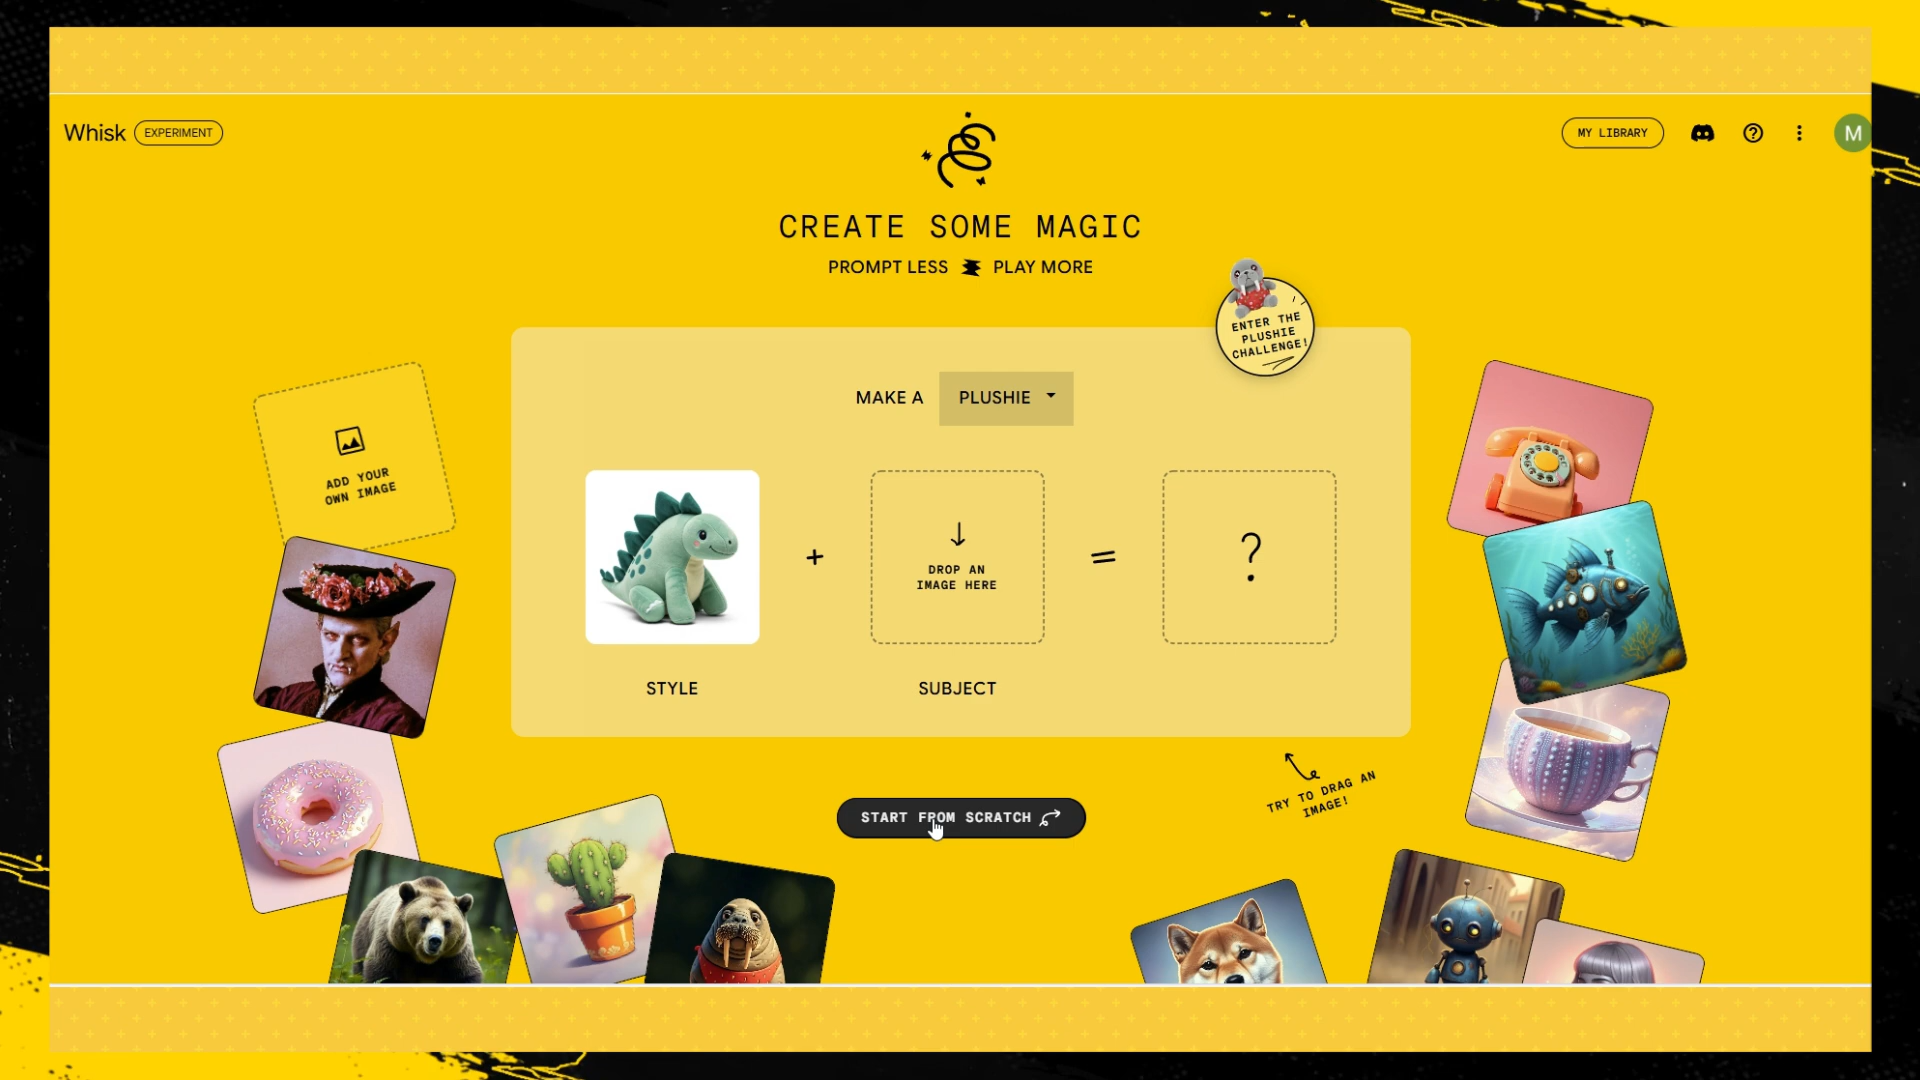 Whisk EXPERIMENT
MY LIBRARY
M
CREATE SOME MAGIC
PROMPT LESS PLAY MORE
ENTER THE
PLUSHIE
CHALLENGE!
MAKE A PLUSHIE
ADD YOUR
OWN IMAGE
+
DROP AN
IMAGE HERE
=
?
STYLE
SUBJECT
TRY TO DRAG AN
IMAGE!
START FROM SCRATCH